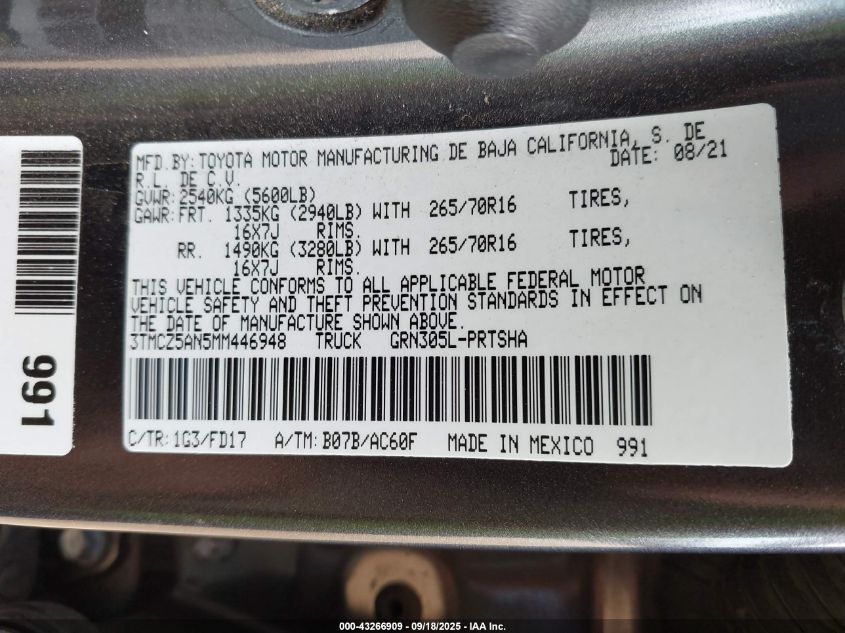 MFD. BY: TOYOTA MOTOR MANUFACTURING DE BAJA CALIFORNIA, S. DE
R.L. DE C.V. DATE: 08/21
GVWR: 2540KG (5600LB)
GAWR: FRT. 1335KG (2940LB) WITH 265/70R16 TIRES,
16X7J RIMS.
RR. 1490KG (3280LB) WITH 265/70R16 TIRES,
16X7J RIMS.
THIS VEHICLE CONFORMS TO ALL APPLICABLE FEDERAL MOTOR
VEHICLE SAFETY AND THEFT PREVENTION STANDARDS IN EFFECT ON
THE DATE OF MANUFACTURE SHOWN ABOVE.
3TMCZ5AN5MM446948 TRUCK GRN305L-PRTSHA
C/TR: 1G3/FD17 A/TM: B07B/AC60F MADE IN MEXICO 991
991
000-43266909 - 09/18/2025 - IAA Inc.